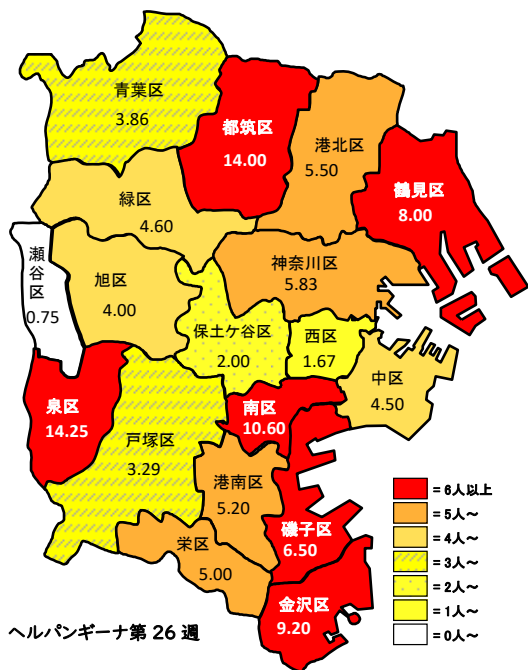 青葉区
3.86
都筑区
14.00
港北区
5.50
鶴見区
8.00
緑区
4.60
瀬谷区
0.75
旭区
4.00
神奈川区
5.83
保土ケ谷区
2.00
西区
1.67
中区
4.50
泉区
14.25
戸塚区
3.29
南区
10.60
港南区
5.20
磯子区
6.50
栄区
5.00
金沢区
9.20
= 6人以上
= 5人～
= 4人～
= 3人～
= 2人～
= 1人～
= 0人～
ヘルパンギーナ第 26 週